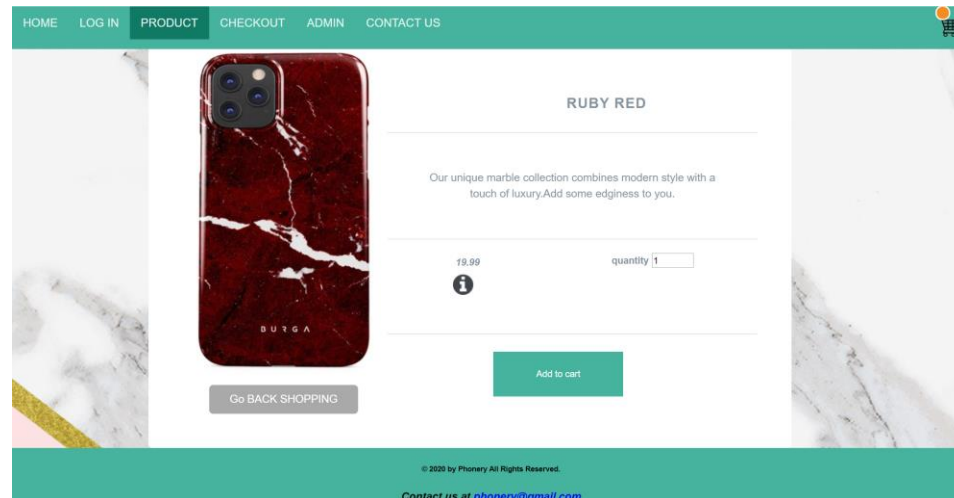 HOME LOG IN PRODUCT CHECKOUT ADMIN CONTACT US
RUBY RED
Our unique marble collection combines modern style with a
touch of luxury.Add some edginess to you.
19.99 quantity 1
BURGA
Add to cart
Go BACK SHOPPING
© 2020 by Phonery All Rights Reserved.
Contact us at phonery@gmail.com